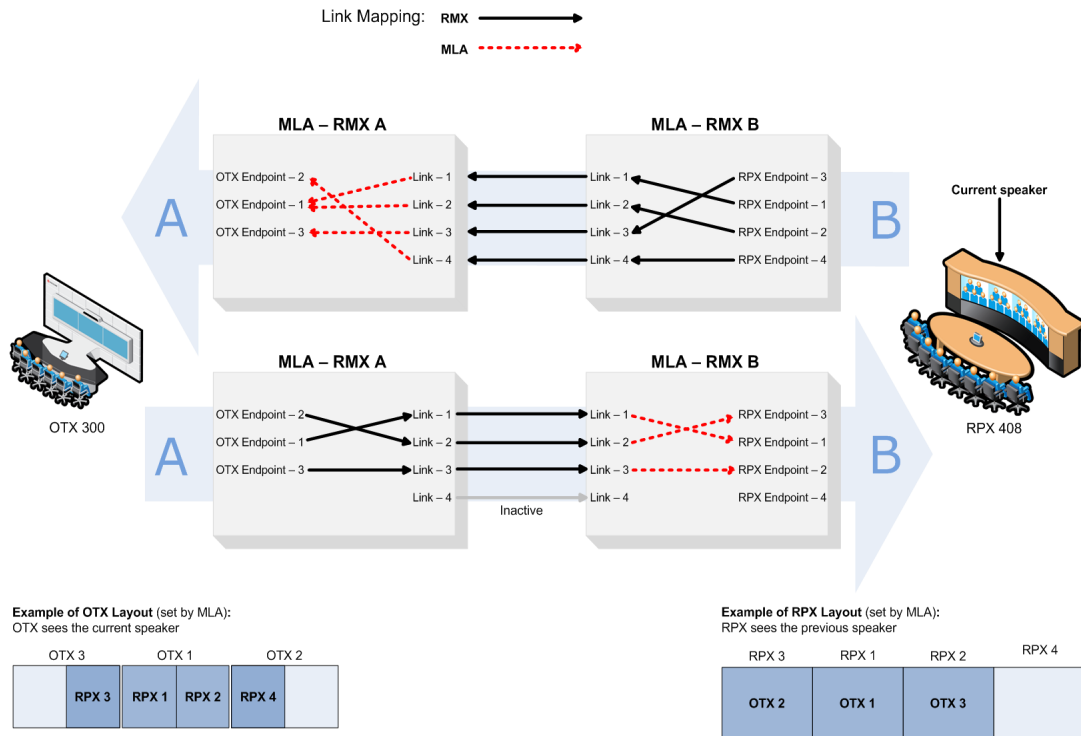 Link Mapping: RMX
MLA
MLA – RMX A
MLA – RMX B
OTX Endpoint – 2
OTX Endpoint – 1
OTX Endpoint – 3
Link – 1
Link – 2
Link – 3
Link – 4
Link – 1
Link – 2
Link – 3
Link – 4
RPX Endpoint – 3
RPX Endpoint – 1
RPX Endpoint – 2
RPX Endpoint – 4
A
B
Current speaker
OTX 300
RPX 408
MLA – RMX A
MLA – RMX B
OTX Endpoint – 2
OTX Endpoint – 1
OTX Endpoint – 3
Link – 1
Link – 2
Link – 3
Link – 4
Inactive
Link – 1
Link – 2
Link – 3
Link – 4
RPX Endpoint – 3
RPX Endpoint – 1
RPX Endpoint – 2
RPX Endpoint – 4
A
B
Example of OTX Layout (set by MLA):
OTX sees the current speaker
OTX 3 OTX 1 OTX 2
RPX 3 RPX 1 RPX 2 RPX 4
Example of RPX Layout (set by MLA):
RPX sees the previous speaker
RPX 3 RPX 1 RPX 2 RPX 4
OTX 2 OTX 1 OTX 3